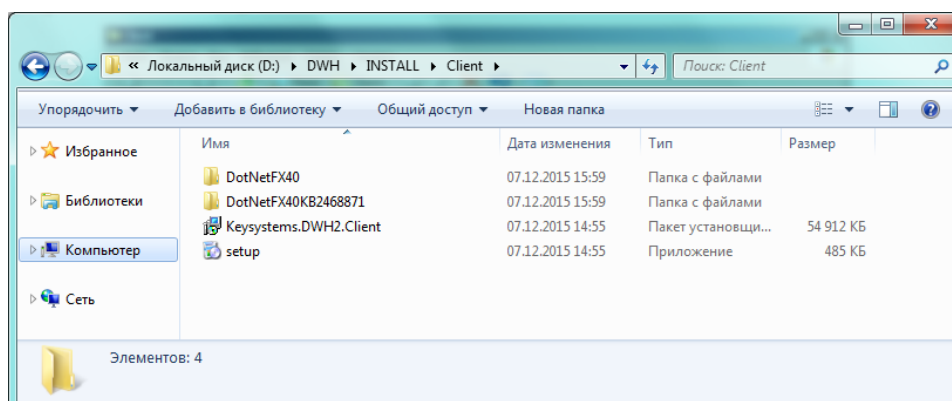 « Локальный диск (D:) ▸ DWH ▸ INSTALL ▸ Client ▸ Поиск: Client
Упорядочить ▾ Добавить в библиотеку ▾ Общий доступ ▾ Новая папка
Имя Дата изменения Тип Размер
Избранное
DotNetFX40 07.12.2015 15:59 Папка с файлами
Библиотеки
DotNetFX40KB2468871 07.12.2015 15:59 Папка с файлами
Keysystems.DWH2.Client 07.12.2015 14:55 Пакет установщи... 54 912 КБ
Компьютер
setup 07.12.2015 14:55 Приложение 485 КБ
Сеть
Элементов: 4